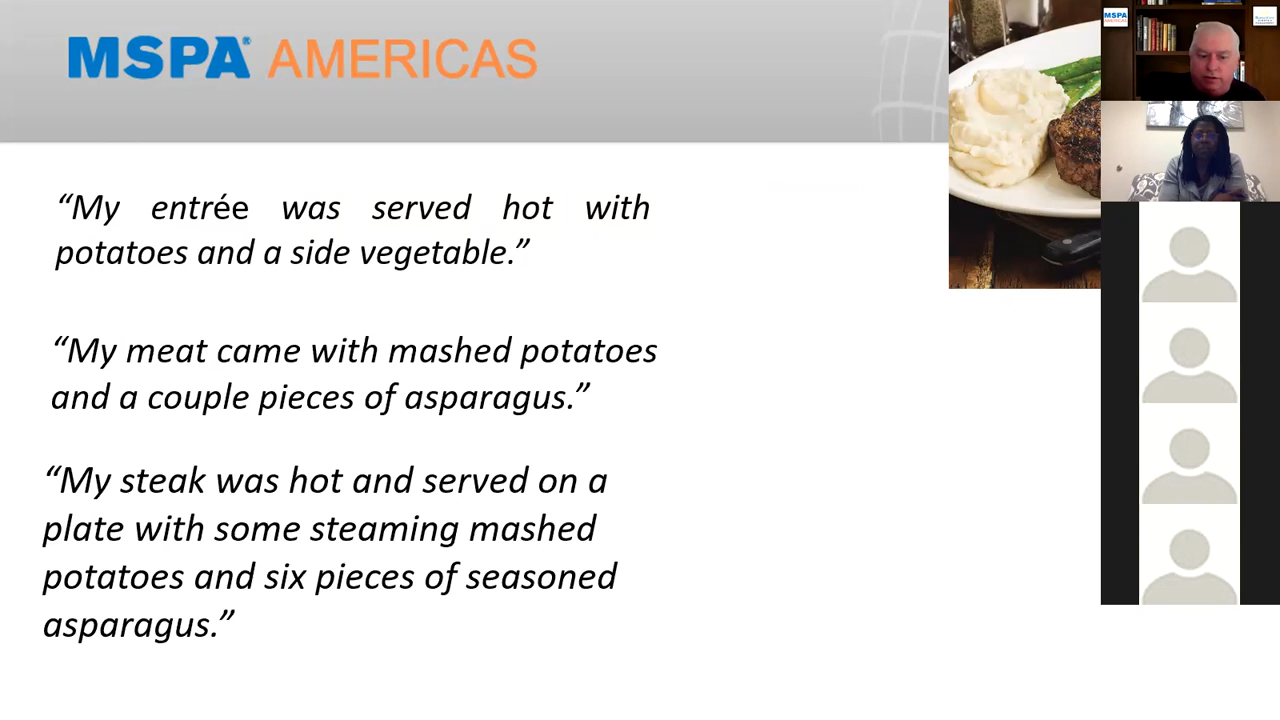 MSPA® AMERICAS
“My entrée was served hot with
potatoes and a side vegetable.”
“My meat came with mashed potatoes
and a couple pieces of asparagus.”
“My steak was hot and served on a
plate with some steaming mashed
potatoes and six pieces of seasoned
asparagus.”
MSPA
AMERICAS